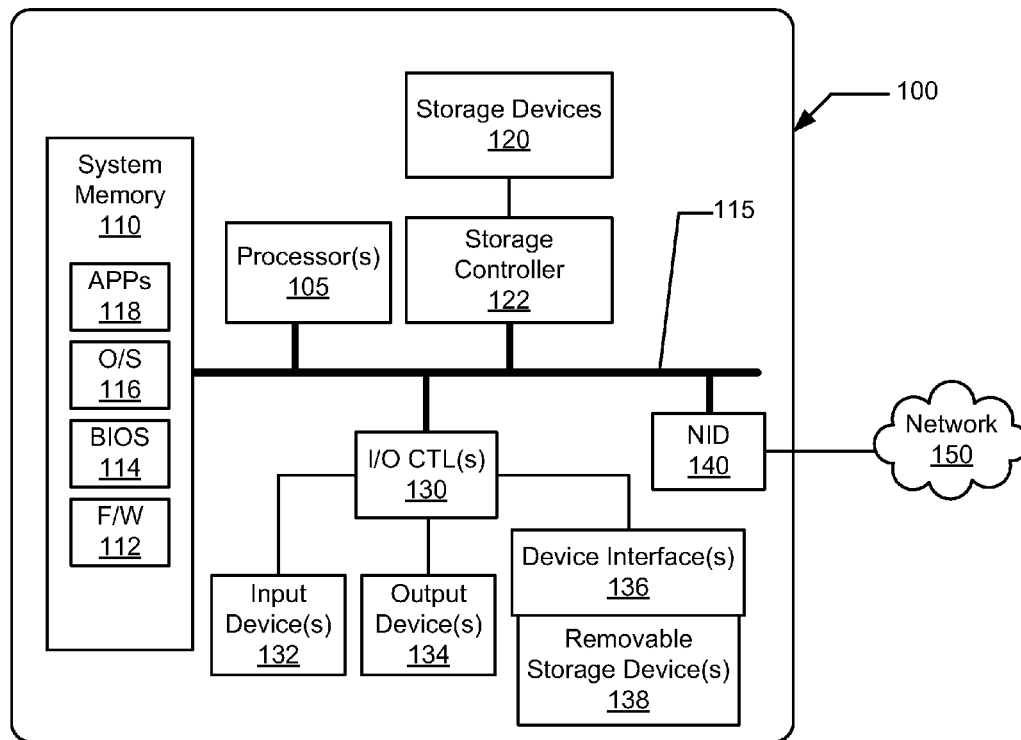 100
Storage Devices
120
System
Memory
110
115
Processor(s)
105
Storage
Controller
122
APPs
118
O/S
116
BIOS
114
F/W
112
I/O CTL(s)
130
NID
140
Network
150
Device Interface(s)
136
Input
Device(s)
132
Output
Device(s)
134
Removable
Storage Device(s)
138